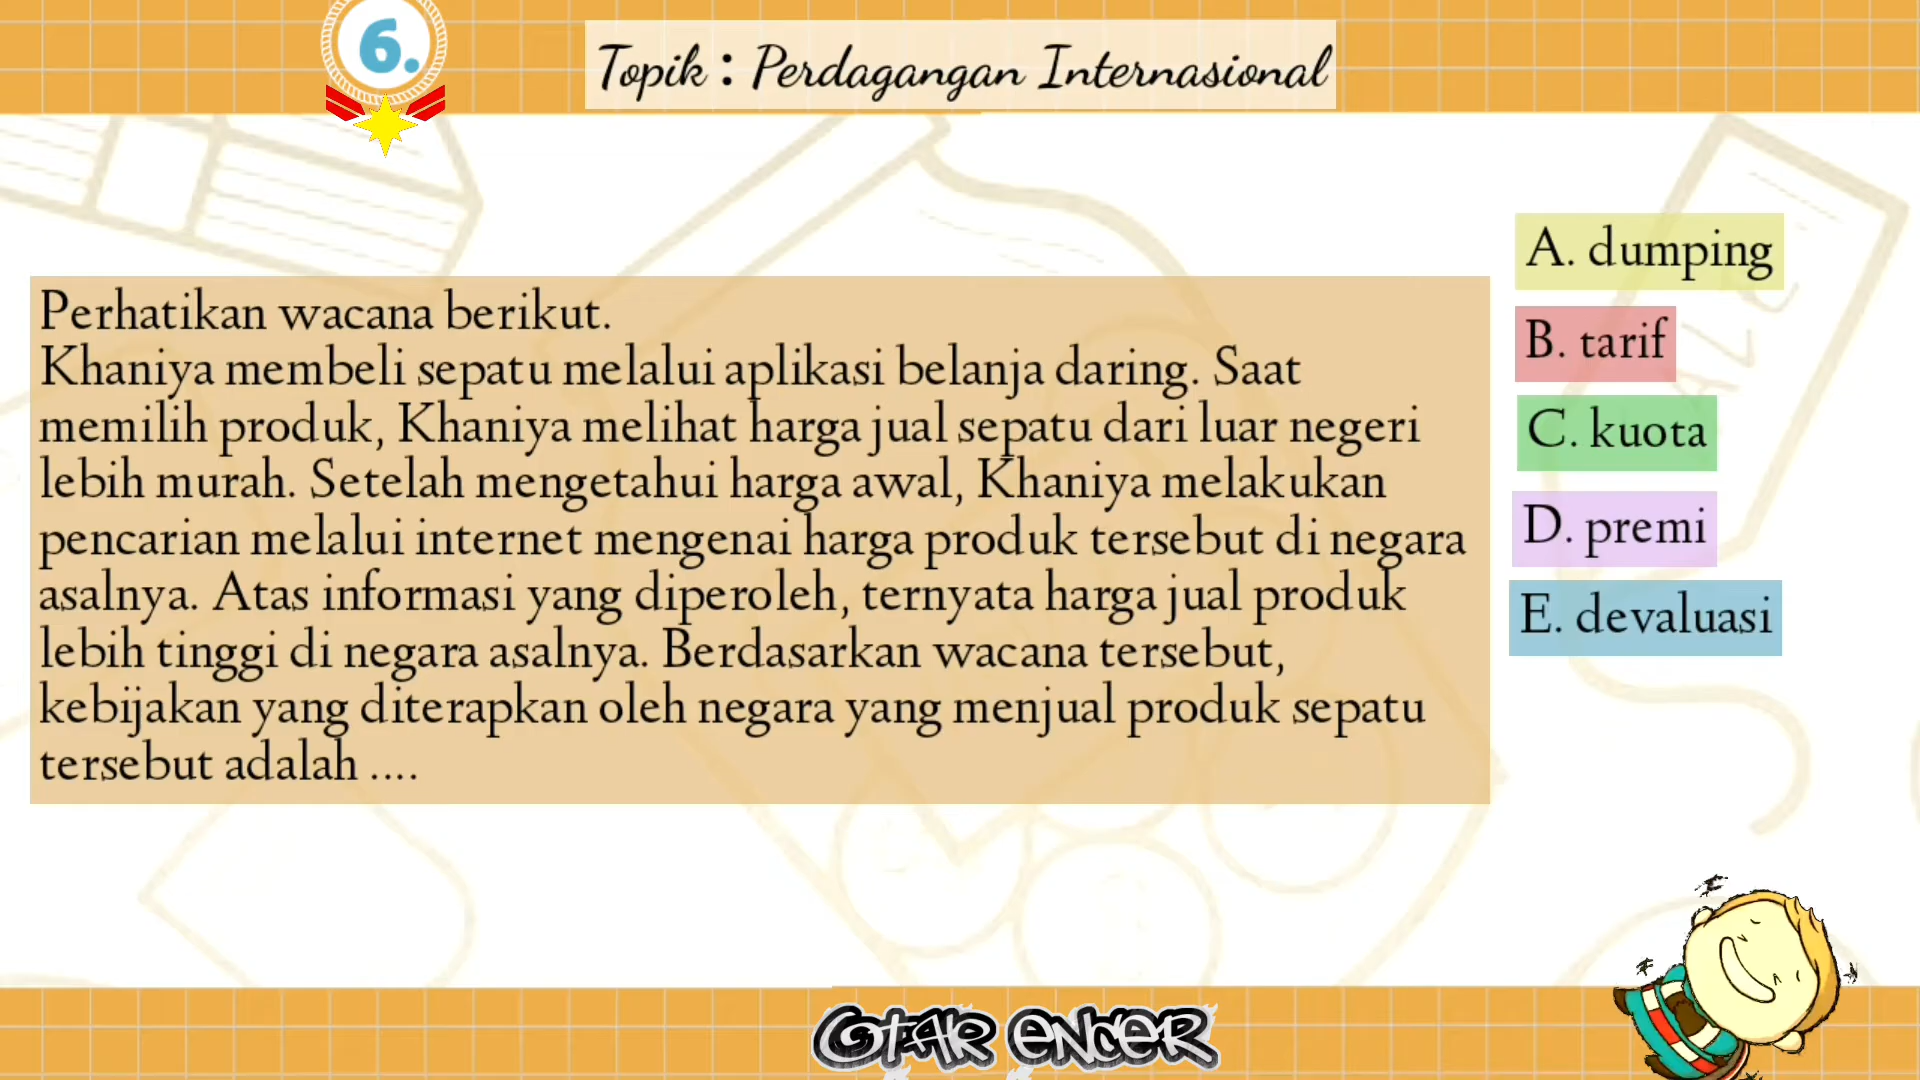 6.
Topik : Perdagangan Internasional
Perhatikan wacana berikut.
Khaniya membeli sepatu melalui aplikasi belanja daring. Saat
memilih produk, Khaniya melihat harga jual sepatu dari luar negeri
lebih murah. Setelah mengetahui harga awal, Khaniya melakukan
pencarian melalui internet mengenai harga produk tersebut di negara
asalnya. Atas informasi yang diperoleh, ternyata harga jual produk
lebih tinggi di negara asalnya. Berdasarkan wacana tersebut,
kebijakan yang diterapkan oleh negara yang menjual produk sepatu
tersebut adalah ....
A. dumping
B. tarif
C. kuota
D. premi
E. devaluasi
OTAK ENCER